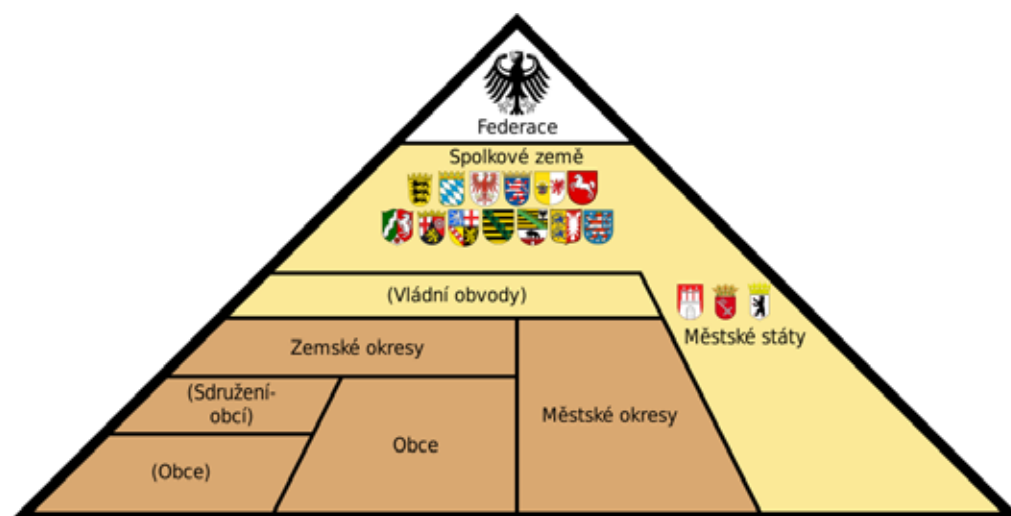 Federace
Spolkové země
(Vládní obvody)
Městské státy
Zemské okresy
(Sdružení-
obcí)
Městské okresy
Obce
(Obce)